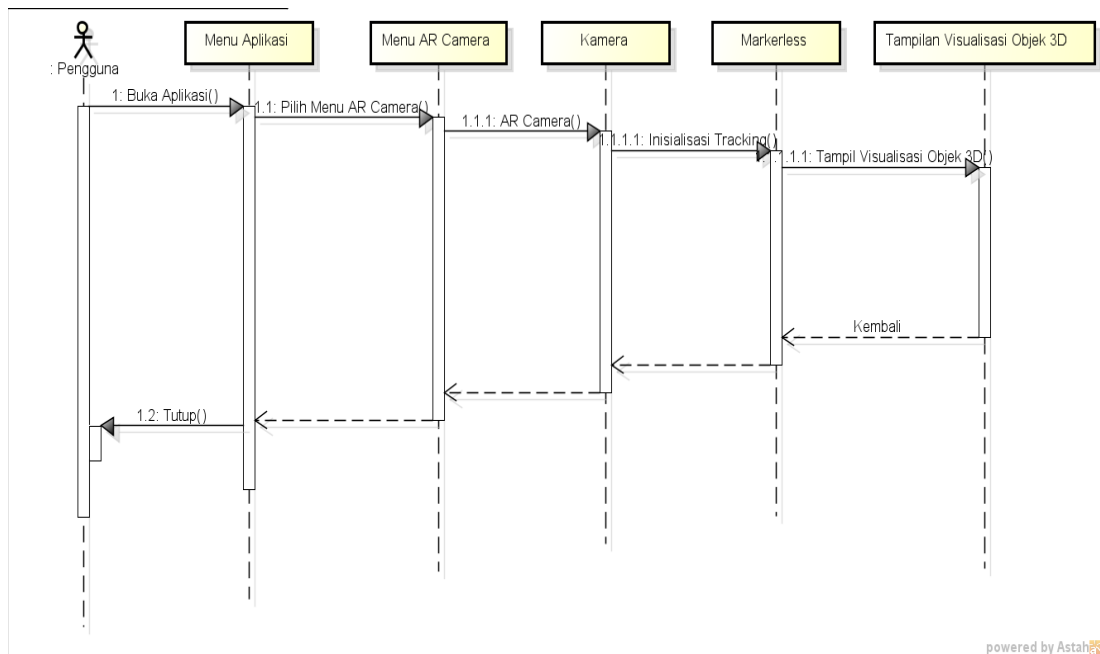 : Pengguna
Menu Aplikasi
Menu AR Camera
Kamera
Markerless
Tampilan Visualisasi Objek 3D
1: Buka Aplikasi()
1.1: Pilih Menu AR Camera()
1.1.1: AR Camera()
1.1.1.1: Inisialisasi Tracking()
1.1.1: Tampil Visualisasi Objek 3D()
Kembali
1.2: Tutup()
powered by Astah